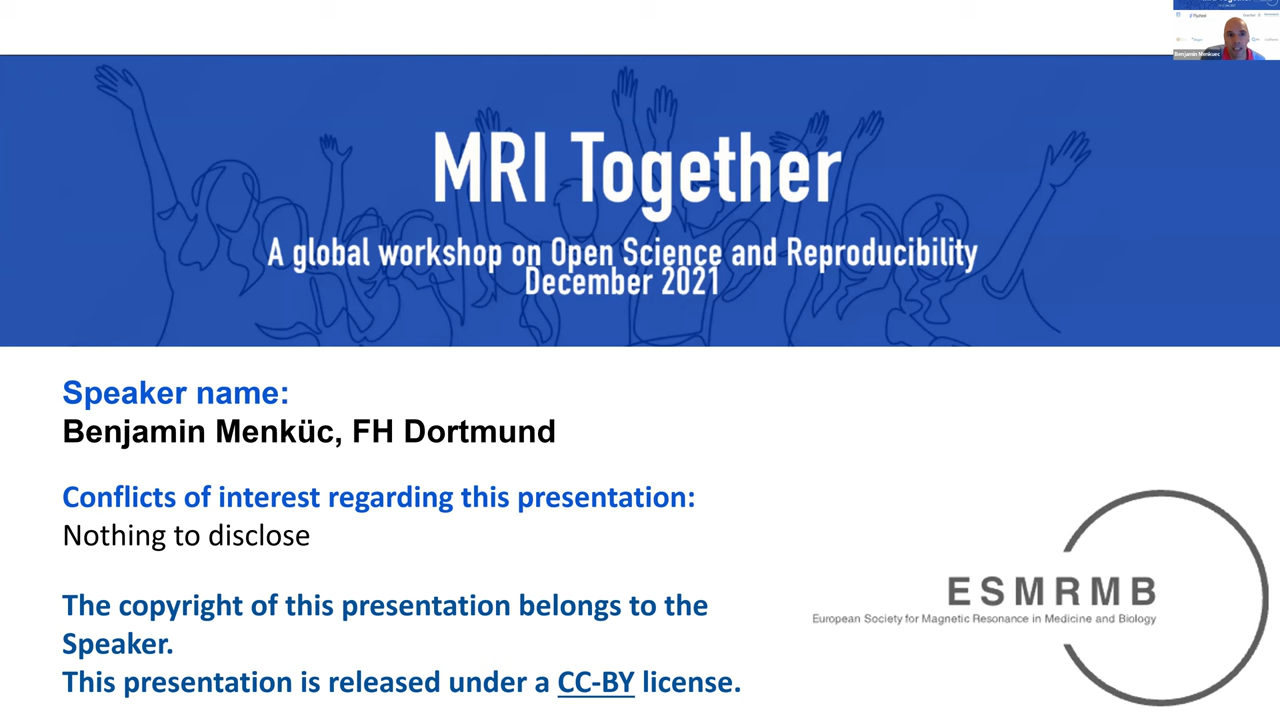 MRI Together
A global workshop on Open Science and Reproducibility
December 2021
Benjamin Menkuec
Speaker name:
Benjamin Menküc, FH Dortmund
Conflicts of interest regarding this presentation:
Nothing to disclose
The copyright of this presentation belongs to the
Speaker.
This presentation is released under a CC-BY license.
ESMRMB
European Society for Magnetic Resonance in Medicine and Biology